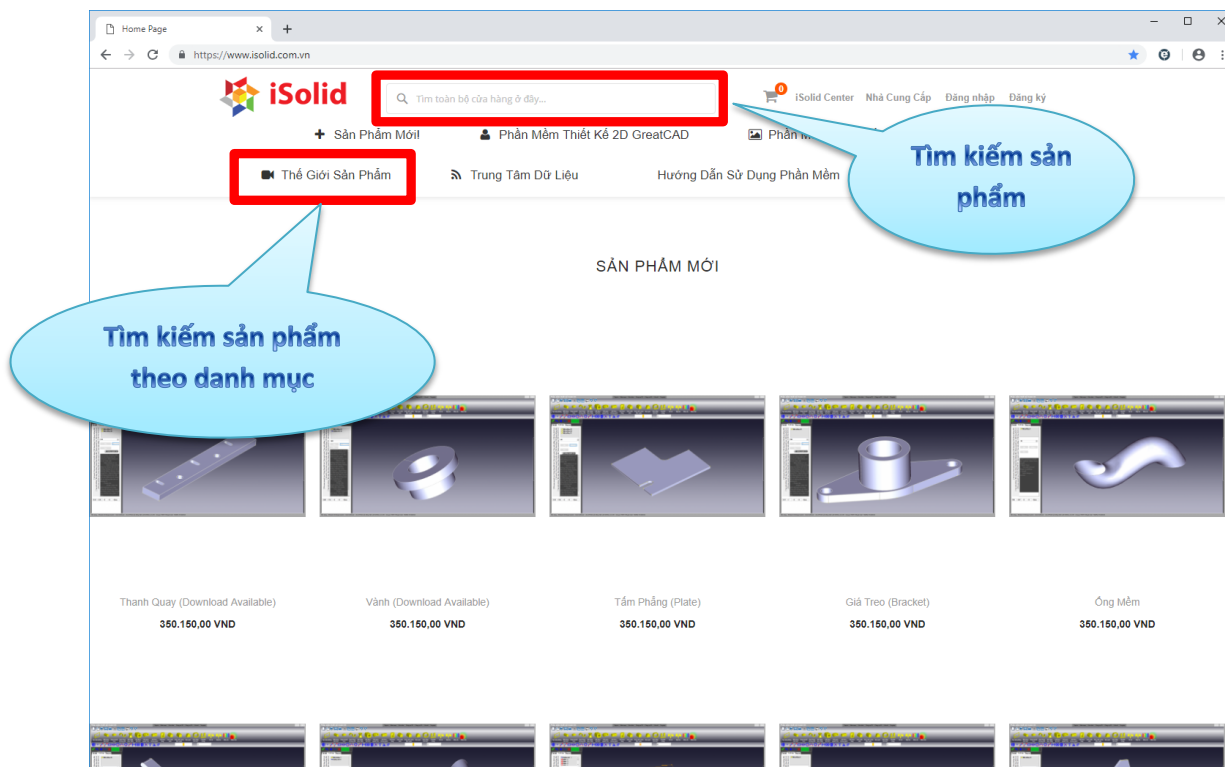 Home Page
https://www.isolid.com.vn
iSolid
Tìm toàn bộ cửa hàng ở đây...
0
iSolid Center Nhà Cung Cấp Đăng nhập Đăng ký
Sản Phẩm Mới! Phần Mềm Thiết Kế 2D GreatCAD Phần
Thế Giới Sản Phẩm Trung Tâm Dữ Liệu Hướng Dẫn Sử Dụng Phần Mềm
Tìm kiếm sản
phẩm
SẢN PHẨM MỚI
Tìm kiếm sản phẩm
theo danh mục
Thanh Quay (Download Available) Vành (Download Available) Tấm Phẳng (Plate) Giá Treo (Bracket) Ống Mềm
350.150,00 VND 350.150,00 VND 350.150,00 VND 350.150,00 VND 350.150,00 VND